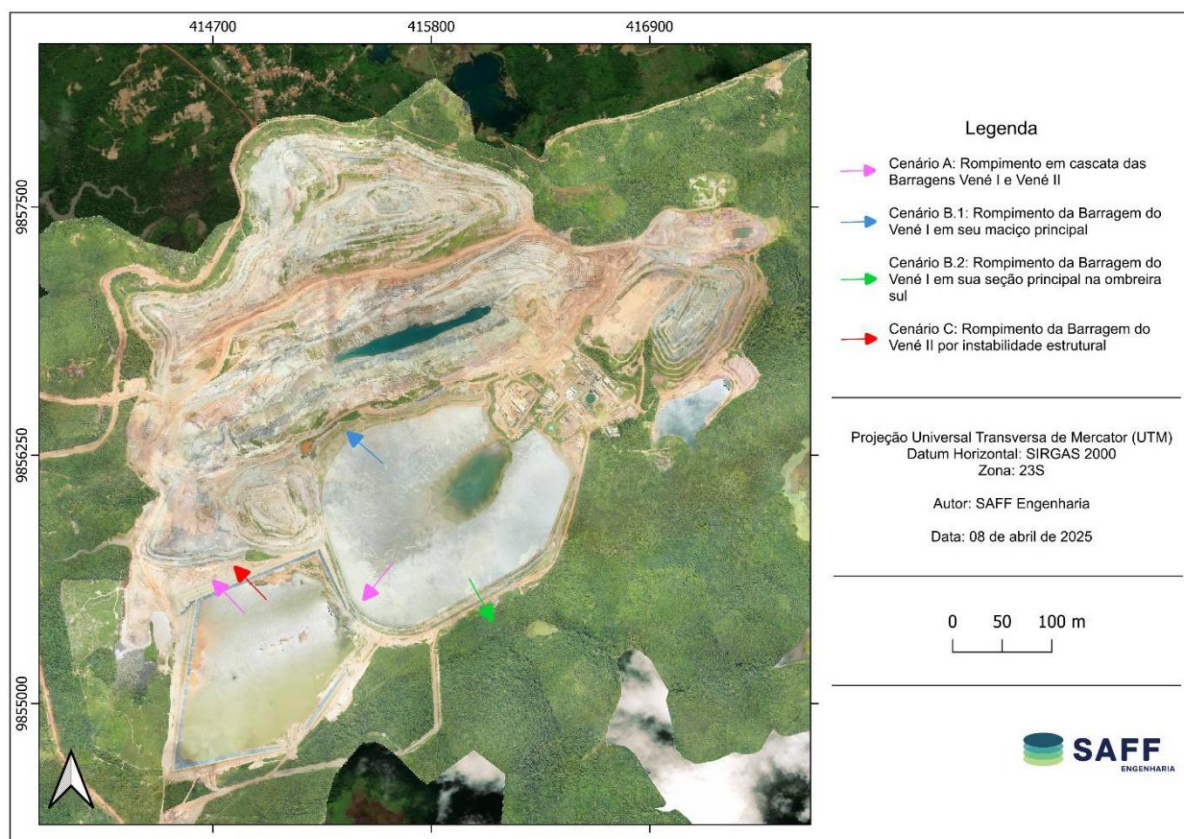 414700
415800
416900
9857500
9856250
9855000
Legenda
Cenário A: Rompimento em cascata das
Barragens Vené I e Vené II
Cenário B.1: Rompimento da Barragem do
Vené I em seu maciço principal
Cenário B.2: Rompimento da Barragem do
Vené I em sua seção principal na ombreira
sul
Cenário C: Rompimento da Barragem do
Vené II por instabilidade estrutural
Projeção Universal Transversa de Mercator (UTM)
Datum Horizontal: SIRGAS 2000
Zona: 23S
Autor: SAFF Engenharia
Data: 08 de abril de 2025
0 50 100 m
SAFF
ENGENHARIA